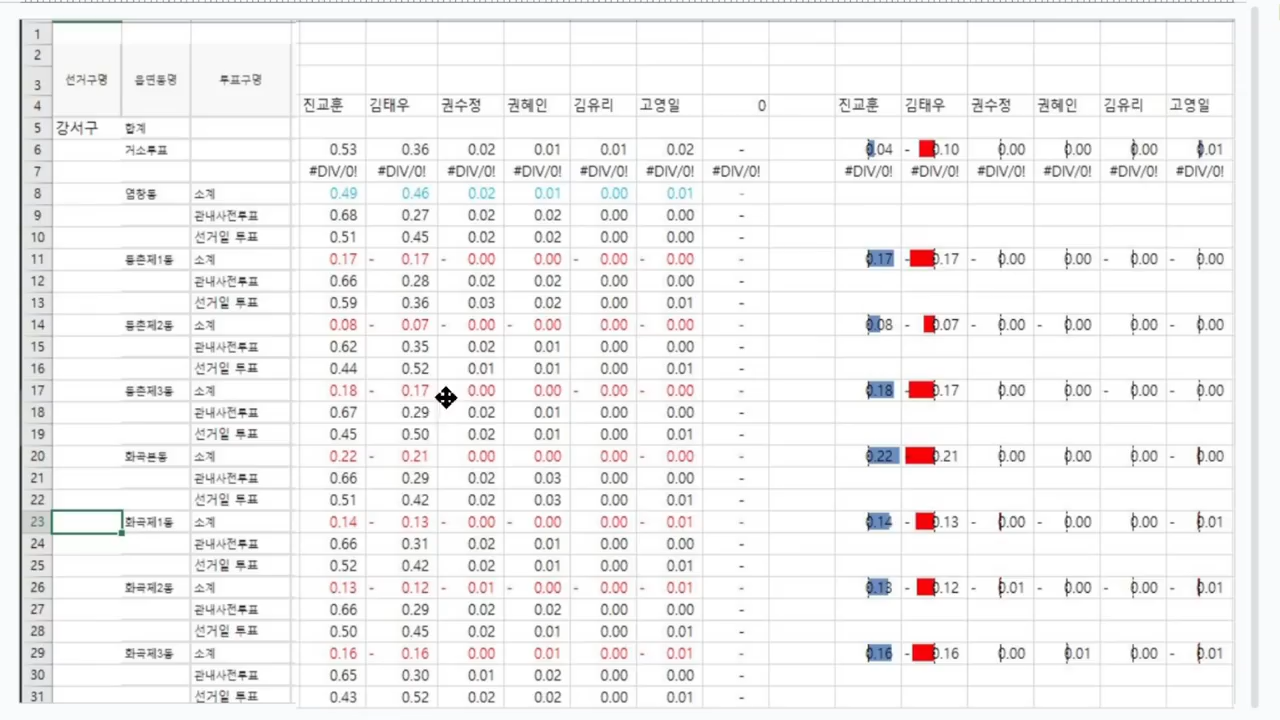 1
2
3 선거구명 읍면동명 투표구명
4 진교훈 김태우 권수정 권혜인 김유리 고영일 0 진교훈 김태우 권수정 권혜인 김유리 고영일
5 강서구 합계
6 거소투표 0.53 0.36 0.02 0.01 0.01 0.02 - 0.04 - 0.10 0.00 0.00 0.00 0.01
7 #DIV/0! #DIV/0! #DIV/0! #DIV/0! #DIV/0! #DIV/0! #DIV/0! #DIV/0! #DIV/0! #DIV/0! #DIV/0! #DIV/0! #DIV/0!
8 염창동 소계 0.49 0.46 0.02 0.01 0.00 0.01 -
9 관내사전투표 0.68 0.27 0.02 0.02 0.00 0.00 -
10 선거일 투표 0.51 0.45 0.02 0.02 0.00 0.00 -
11 등촌제1동 소계 0.17 - 0.17 - 0.00 0.00 - 0.00 - 0.00 - 0.17 - 0.17 - 0.00 0.00 - 0.00 - 0.00
12 관내사전투표 0.66 0.28 0.02 0.02 0.00 0.00 -
13 선거일 투표 0.59 0.36 0.03 0.02 0.00 0.01 -
14 등촌제2동 소계 0.08 - 0.07 - 0.00 - 0.00 - 0.00 - 0.00 - 0.08 - 0.07 - 0.00 - 0.00 - 0.00 - 0.00
15 관내사전투표 0.62 0.35 0.02 0.01 0.00 0.00 -
16 선거일 투표 0.44 0.52 0.01 0.01 0.00 0.01 -
17 등촌제3동 소계 0.18 - 0.17 0.00 0.00 - 0.00 - 0.00 - 0.18 - 0.17 0.00 0.00 - 0.00 - 0.00
18 관내사전투표 0.67 0.29 0.02 0.01 0.00 0.00 -
19 선거일 투표 0.45 0.50 0.02 0.01 0.00 0.01 -
20 화곡본동 소계 0.22 - 0.21 0.00 0.00 0.00 - 0.00 - 0.22 - 0.21 0.00 0.00 0.00 - 0.00
21 관내사전투표 0.66 0.29 0.02 0.03 0.00 0.00 -
22 선거일 투표 0.51 0.42 0.02 0.03 0.00 0.01 -
23 화곡제1동 소계 0.14 - 0.13 - 0.00 - 0.00 0.00 - 0.01 - 0.14 - 0.13 - 0.00 - 0.00 0.00 - 0.01
24 관내사전투표 0.66 0.31 0.02 0.01 0.00 0.00 -
25 선거일 투표 0.52 0.42 0.02 0.01 0.00 0.01 -
26 화곡제2동 소계 0.13 - 0.12 - 0.01 - 0.00 - 0.00 - 0.01 - 0.13 - 0.12 - 0.01 - 0.00 - 0.00 - 0.01
27 관내사전투표 0.66 0.29 0.02 0.02 0.00 0.00 -
28 선거일 투표 0.50 0.45 0.02 0.01 0.00 0.01 -
29 화곡제3동 소계 0.16 - 0.16 0.00 0.01 0.00 - 0.01 - 0.16 - 0.16 0.00 0.01 0.00 - 0.01
30 관내사전투표 0.65 0.30 0.01 0.02 0.00 0.00 -
31 선거일 투표 0.43 0.52 0.02 0.02 0.00 0.01 -